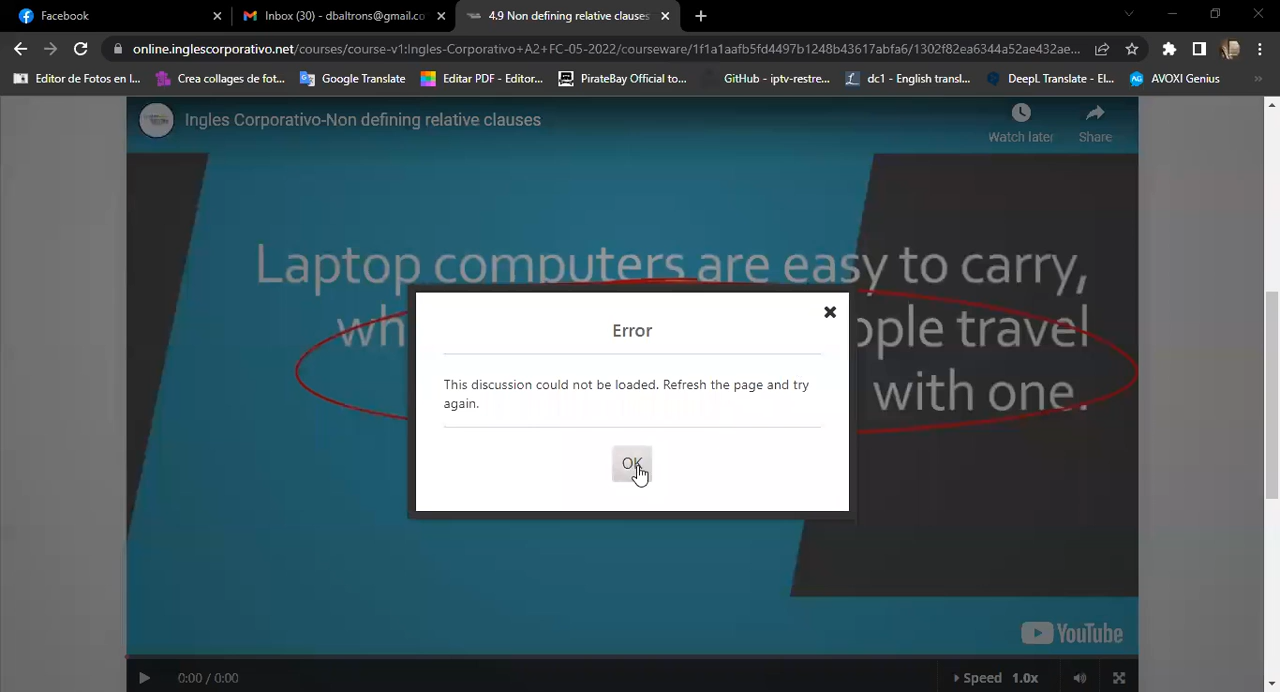 Facebook
Inbox (30) - dbaltrons@gmail.co
4.9 Non defining relative clauses
online.inglescorporativo.net/courses/course-v1:Ingles-Corporativo+A2+FC-05-2022/courseware/1f1a1aafb5fd4497b1248b43617abfa6/1302f82ea6344a52ae432ae...
Editor de Fotos en l...
Crea collages de fot...
Google Translate
Editar PDF - Editor...
PirateBay Official to...
GitHub - iptv-restre...
dc1 - English transl...
DeepL Translate - El...
AVOXI Genius
Ingles Corporativo-Non defining relative clauses
Watch later
Share
Laptop computers are easy to carry,
wh
ople travel
with one.
Error
This discussion could not be loaded. Refresh the page and try
again.
OK
YouTube
0:00 / 0:00
Speed 1.0x